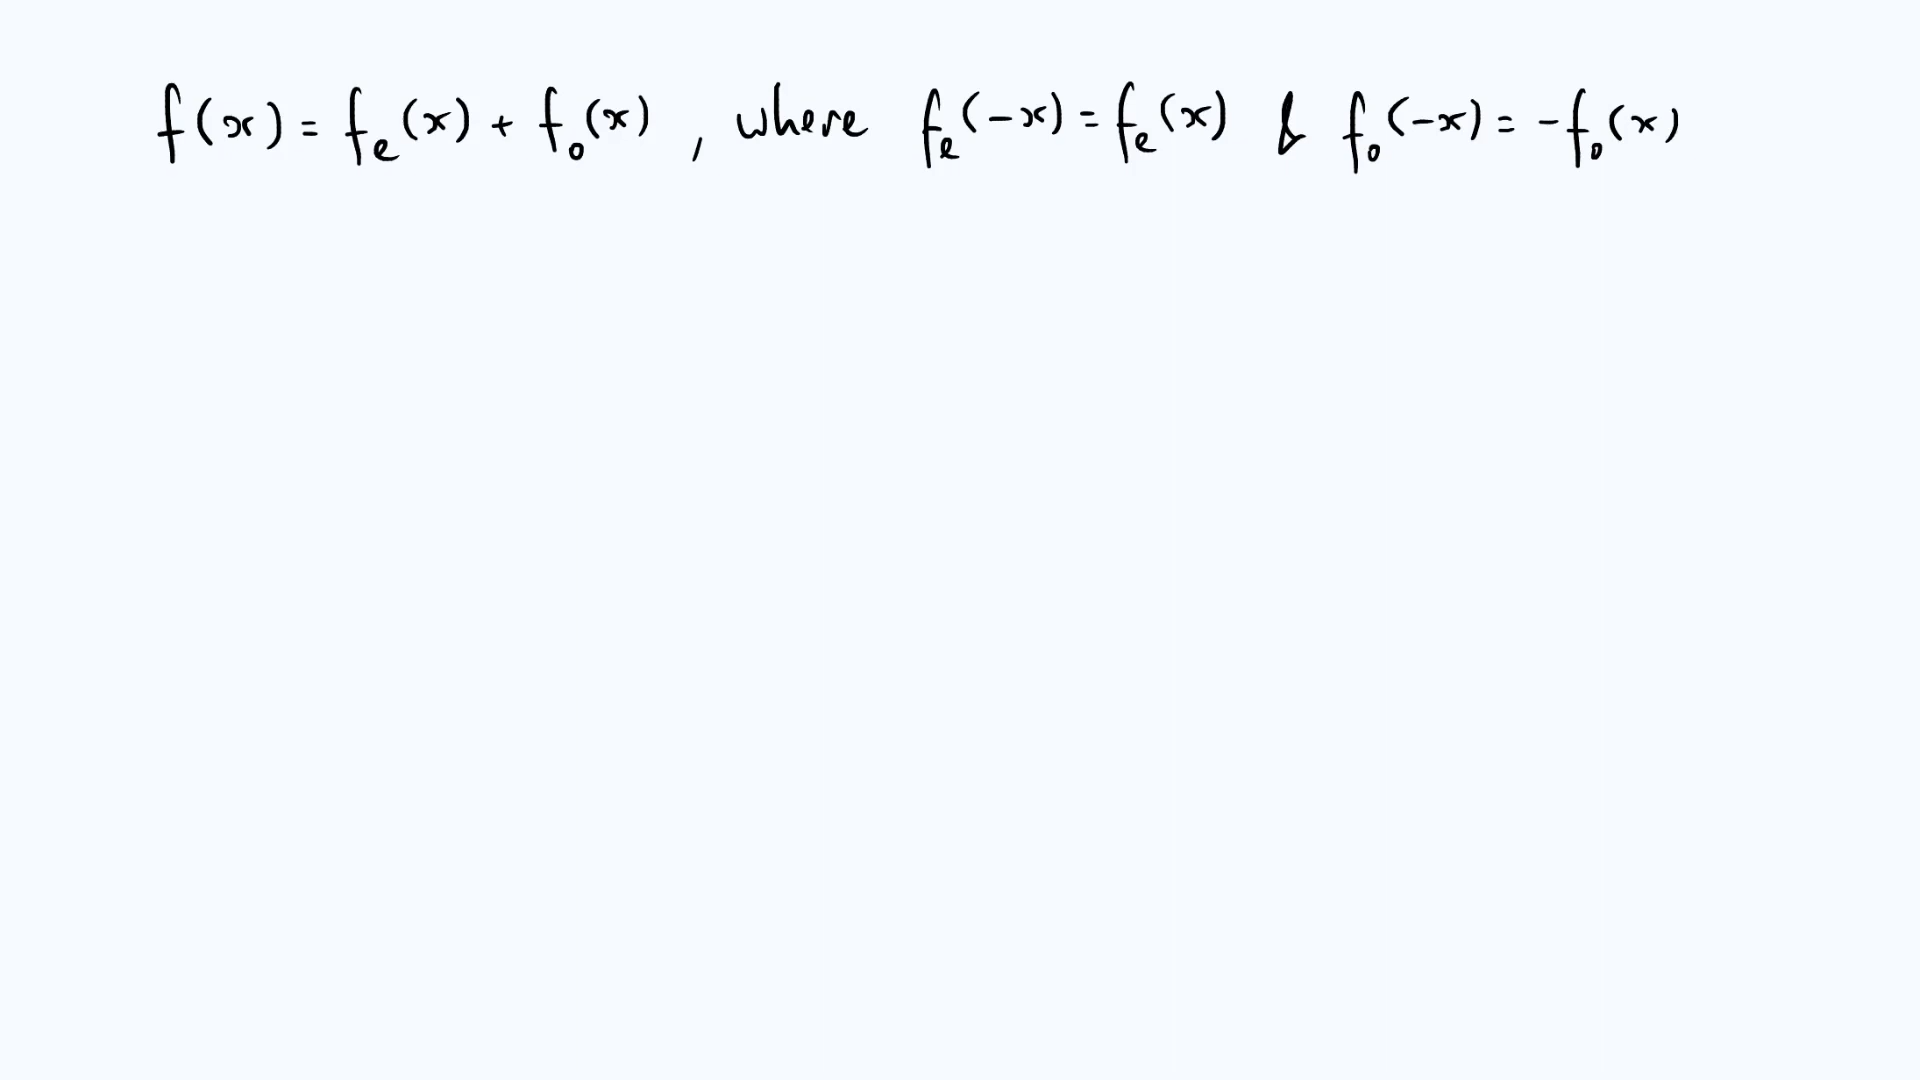 f(x) = fₑ(x) + fₒ(x) , where fₑ(-x) = fₑ(x) & fₒ(-x) = -fₒ(x)